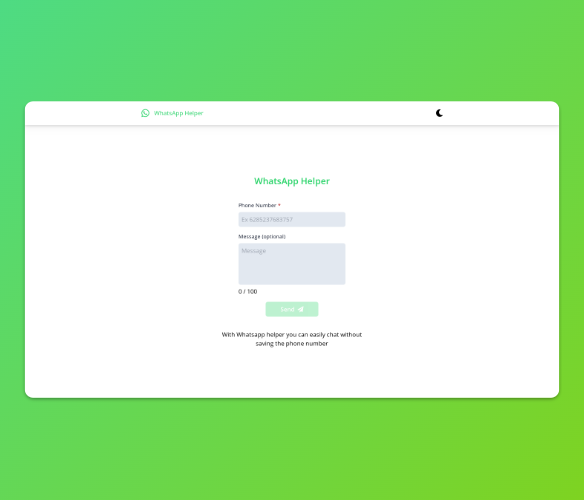 WhatsApp Helper
WhatsApp Helper
Phone Number *
Ex 6285237583757
Message (optional)
Message
0 / 100
Send
With Whatsapp helper you can easily chat without
saving the phone number